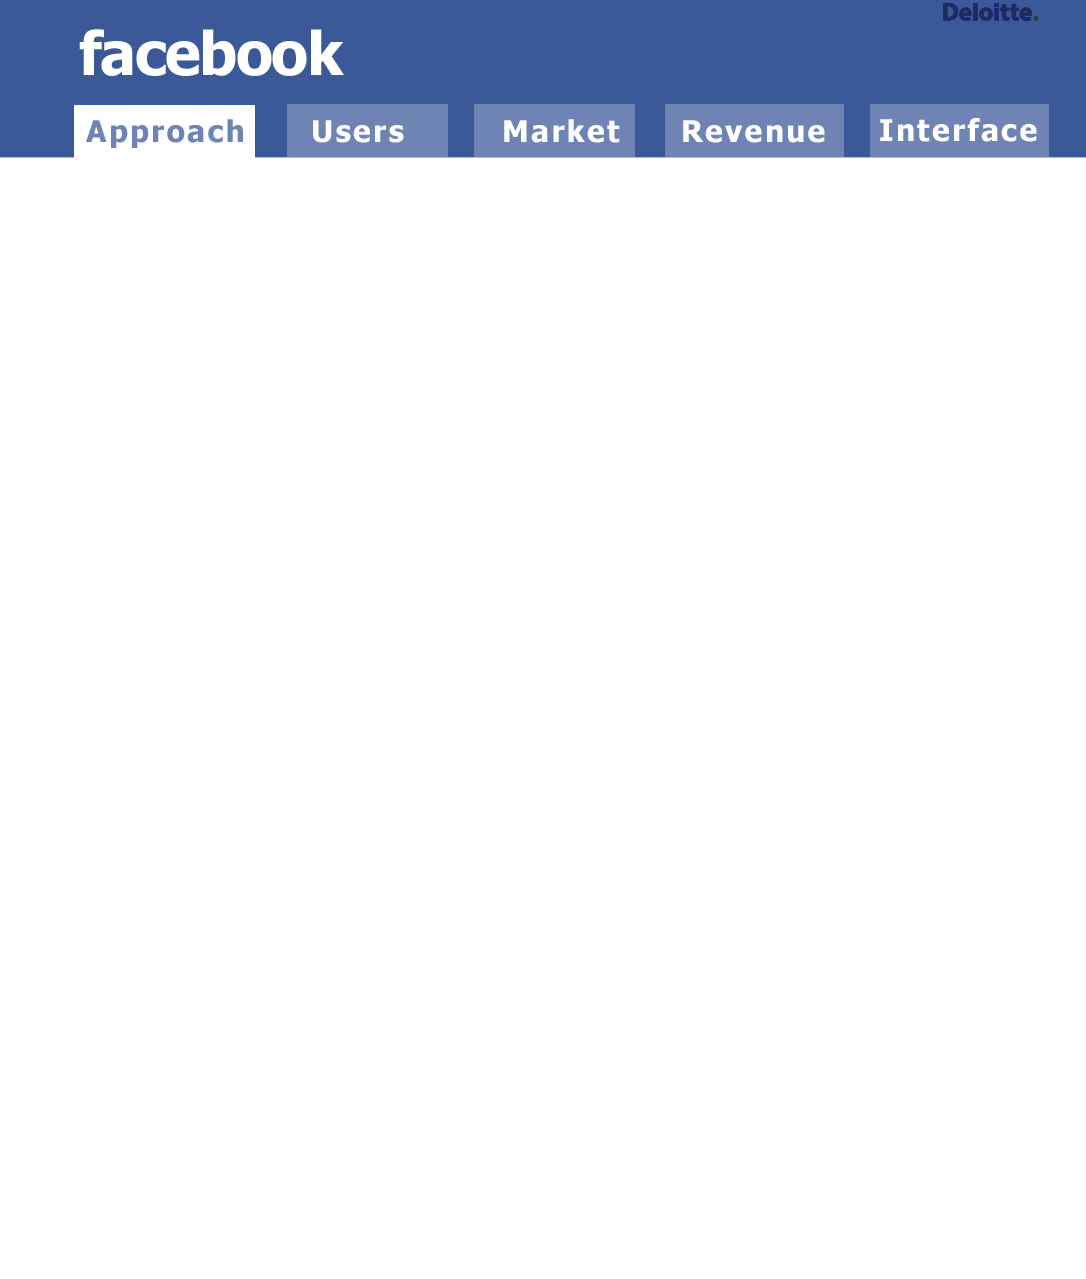 Deloitte.
facebook
Approach Users Market Revenue Interface